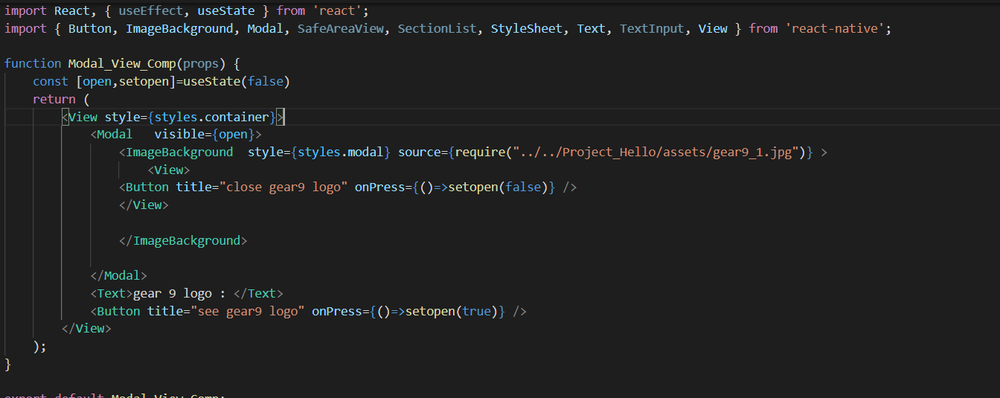 import React, { useEffect, useState } from 'react';
import { Button, ImageBackground, Modal, SafeAreaView, SectionList, StyleSheet, Text, TextInput, View } from 'react-native';
function Modal_View_Comp(props) {
const [open,setopen]=useState(false)
return (
<View style={styles.container}>
<Modal   visible={open}>
<ImageBackground  style={styles.modal} source={require("../../Project_Hello/assets/gear9_1.jpg")} >
<View>
<Button title="close gear9 logo" onPress={()=>setopen(false)} />
</View>
</ImageBackground>
</Modal>
<Text>gear 9 logo : </Text>
<Button title="see gear9 logo" onPress={()=>setopen(true)} />
</View>
);
}
export default Modal_View_Comp;